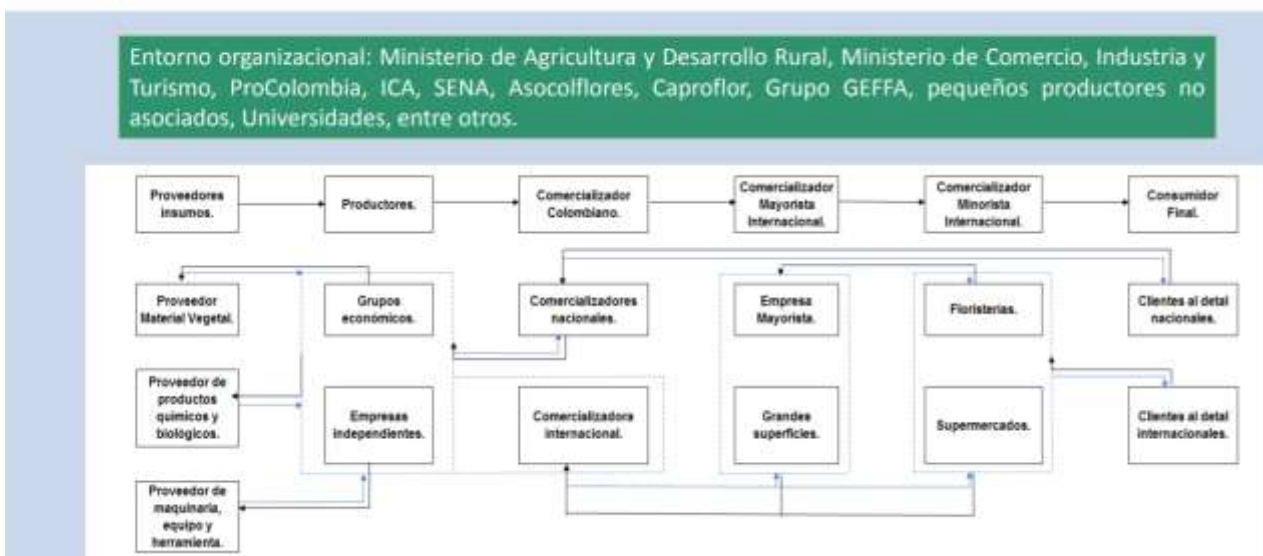 Entorno organizacional: Ministerio de Agricultura y Desarrollo Rural, Ministerio de Comercio, Industria y
Turismo, ProColombia, ICA, SENA, Asocolflores, Caproflor, Grupo GEFFA, pequeños productores no
asociados, Universidades, entre otros.
Proveedores
insumos.
Productores.
Comercializador
Colombiano.
Comercializador
Mayorista
Internacional.
Comercializador
Minorista
Internacional.
Consumidor
Final.
Proveedor
Material Vegetal.
Grupos
económicos.
Comercializadores
nacionales.
Empresa
Mayorista.
Floristerías.
Clientes al detal
nacionales.
Proveedor de
productos
químicos y
biológicos.
Empresas
independientes.
Comercializadora
internacional.
Grandes
superficies.
Supermercados.
Clientes al detal
internacionales.
Proveedor de
maquinaria,
equipo y
herramienta.